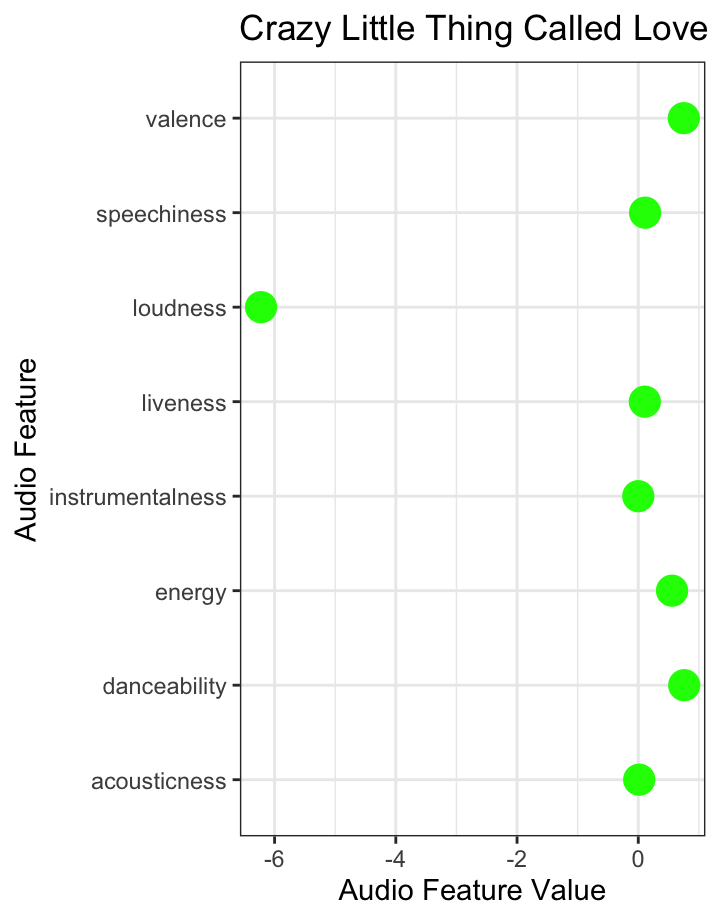 Crazy Little Thing Called Love
valence
speechiness
loudness
liveness
instrumentalness
energy
danceability
acousticness
Audio Feature
-6 -4 -2 0
Audio Feature Value